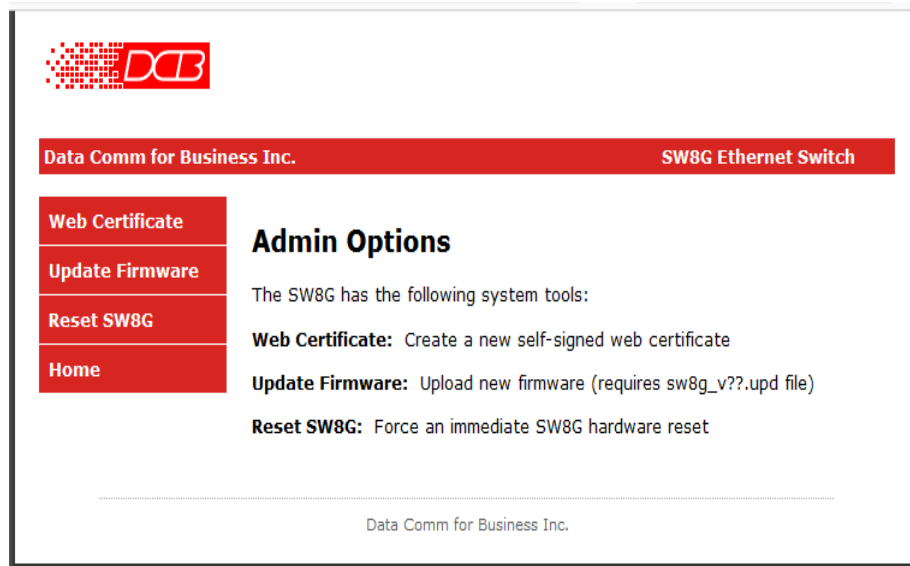 DCB
Data Comm for Business Inc. SW8G Ethernet Switch
Web Certificate
Update Firmware
Reset SW8G
Home
Admin Options
The SW8G has the following system tools:
Web Certificate: Create a new self-signed web certificate
Update Firmware: Upload new firmware (requires sw8g_v??.upd file)
Reset SW8G: Force an immediate SW8G hardware reset
Data Comm for Business Inc.